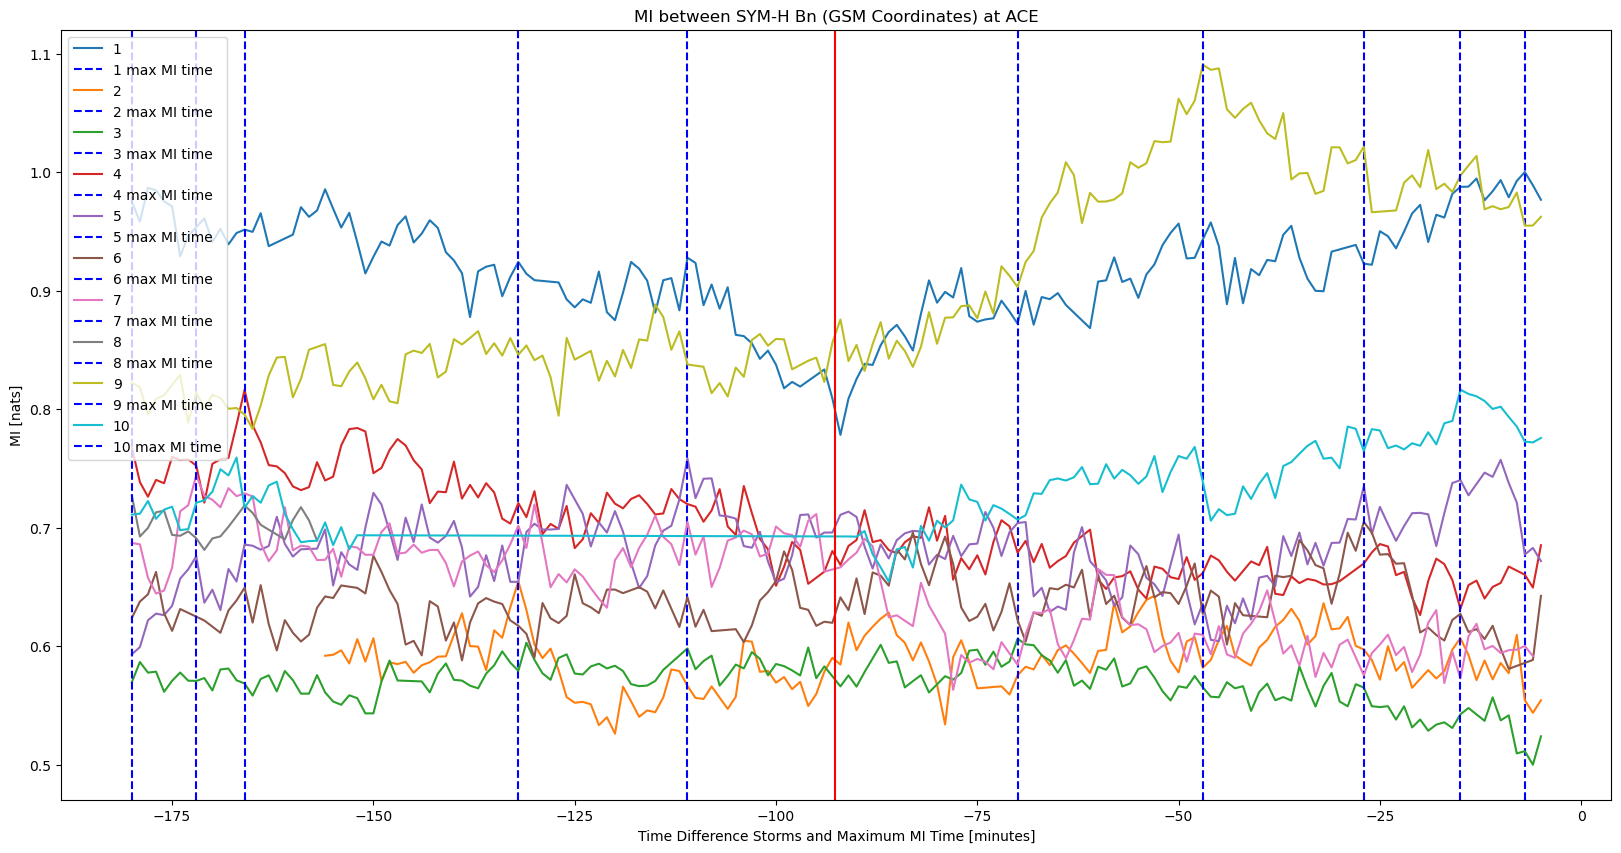 MI between SYM-H Bn (GSM Coordinates) at ACE
1
1 max MI time
2
2 max MI time
3
3 max MI time
4
4 max MI time
5
5 max MI time
6
6 max MI time
7
7 max MI time
8
8 max MI time
9
9 max MI time
10
10 max MI time
MI [nats]
1.1
1.0
0.9
0.8
0.7
0.6
0.5
−175
−150
−125
−100
−75
−50
−25
0
Time Difference Storms and Maximum MI Time [minutes]